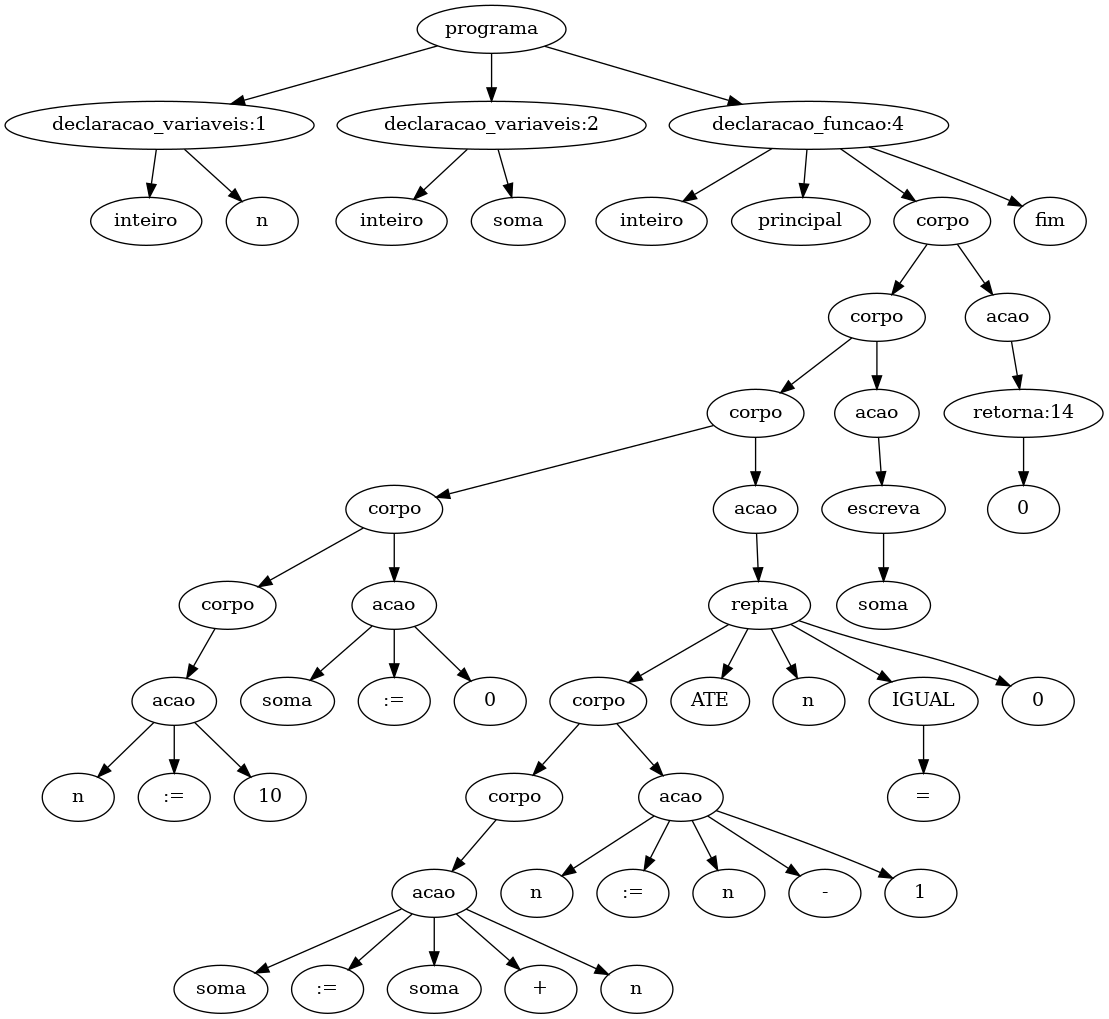 programa
declaracao_variaveis:1 declaracao_variaveis:2 declaracao_funcao:4
inteiro n inteiro soma inteiro principal corpo fim
corpo acao
corpo acao retorna:14
corpo acao escreva 0
corpo acao repita soma
acao soma := 0 corpo ATE n IGUAL 0
n := 10 corpo acao =
acao n := n - 1
soma := soma + n